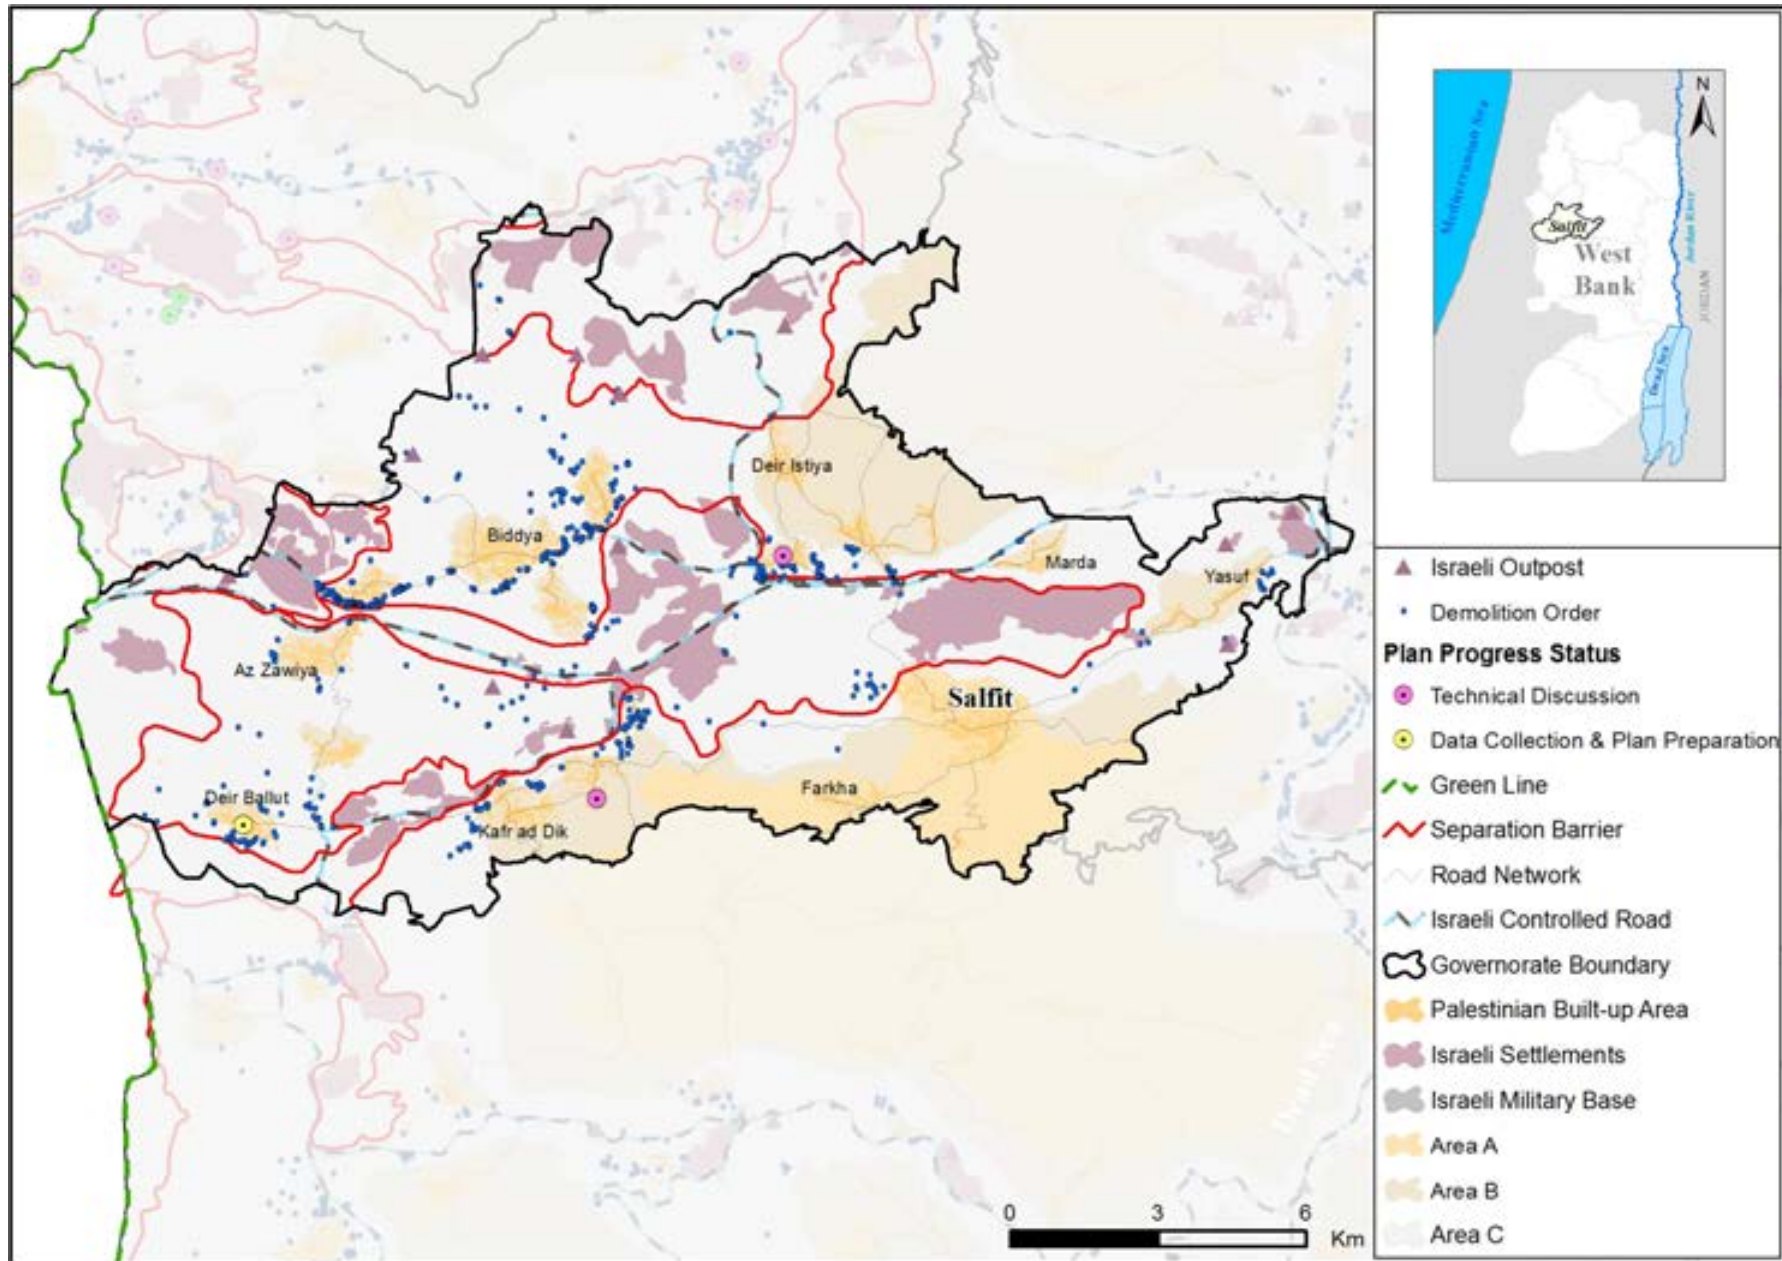 Deir Istiya
Biddya
Marda
Yasuf
Az Zawiya
Salfit
Deir Ballut
Farkha
Kafr ad Dik
Dead Sea
0 3 6
Km
N
Mediterranean Sea
Salfit
West
Bank
Jordan River
JORDAN
Dead Sea
Israeli Outpost
Demolition Order
Plan Progress Status
Technical Discussion
Data Collection & Plan Preparation
Green Line
Separation Barrier
Road Network
Israeli Controlled Road
Governorate Boundary
Palestinian Built-up Area
Israeli Settlements
Israeli Military Base
Area A
Area B
Area C